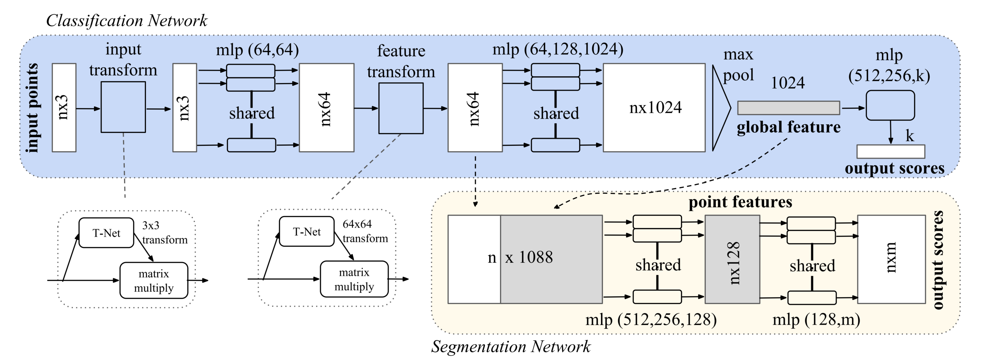 Classification Network
input points
nx3
input
transform
nx3
mlp (64,64)
shared
nx64
feature
transform
nx64
mlp (64,128,1024)
shared
nx1024
max
pool
1024
global feature
mlp
(512,256,k)
k
output scores
T-Net
3x3
transform
matrix
multiply
T-Net
64x64
transform
matrix
multiply
point features
n x 1088
shared
mlp (512,256,128)
nx128
shared
mlp (128,m)
nxm
output scores
Segmentation Network